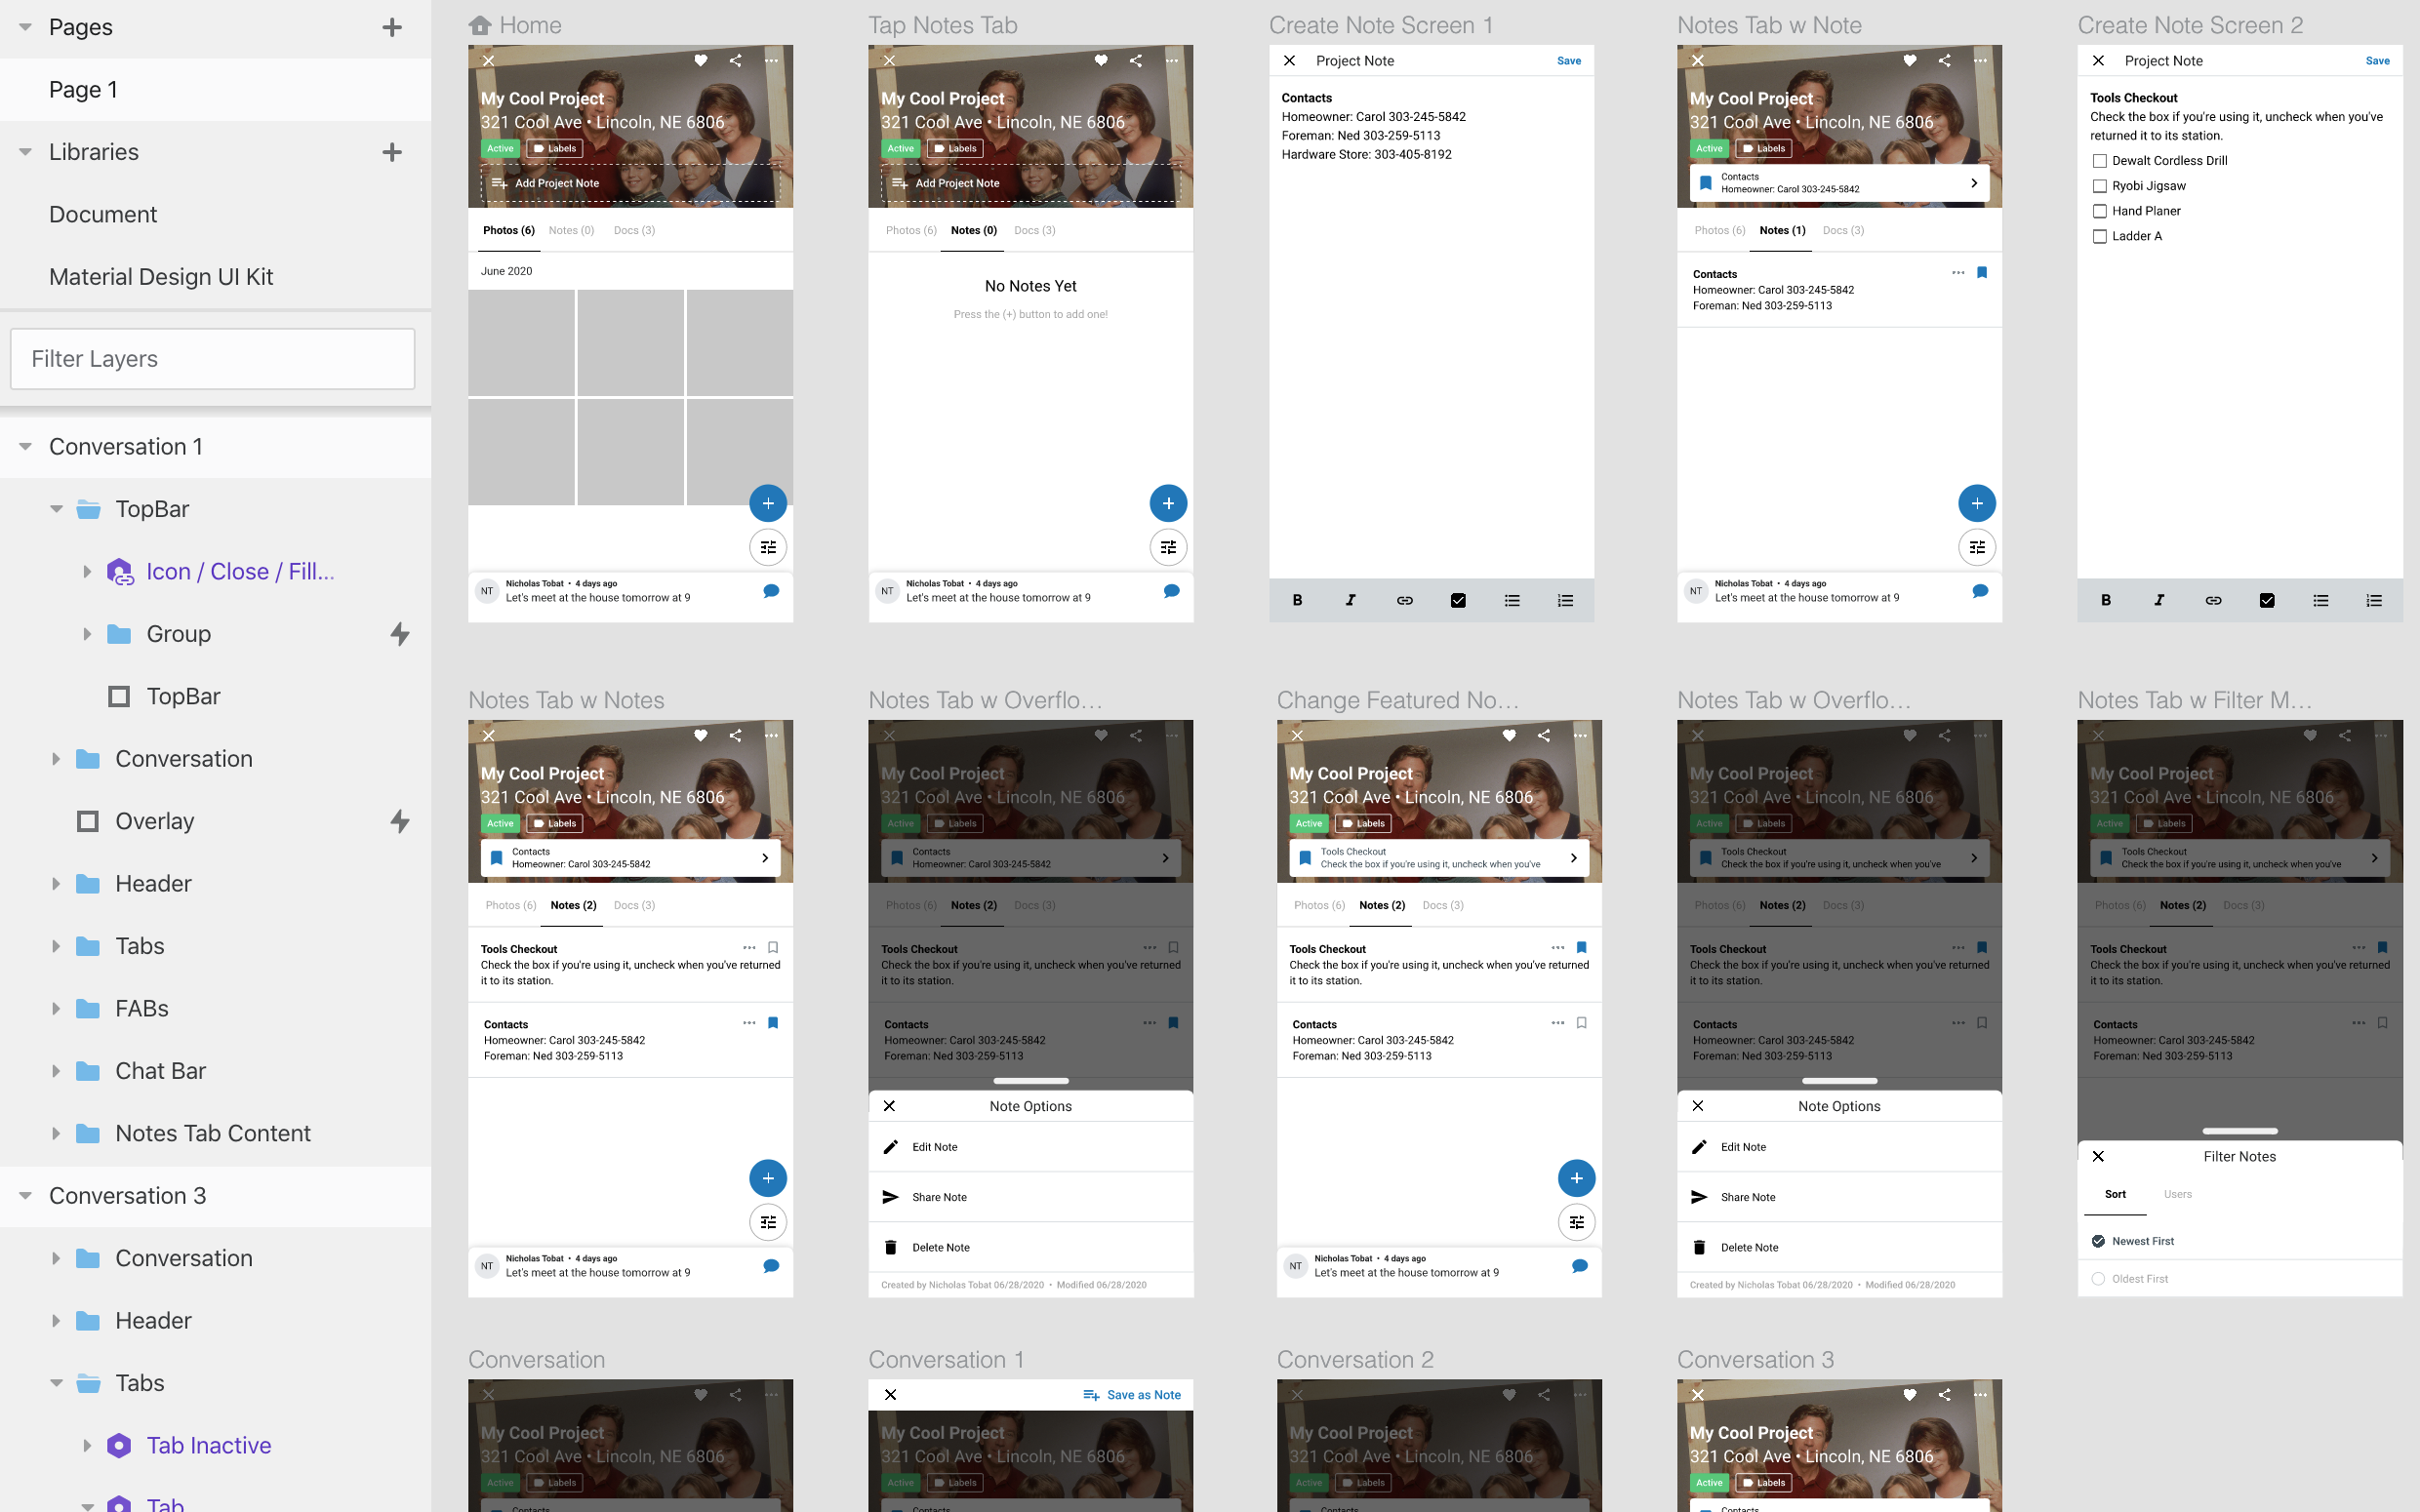 Pages
Page 1
Libraries
Document
Material Design UI Kit
Filter Layers
Conversation 1
TopBar
Icon / Close / Fill...
Group
TopBar
Conversation
Overlay
Header
Tabs
FABs
Chat Bar
Notes Tab Content
Conversation 3
Conversation
Header
Tabs
Tab Inactive
Tab
Home
My Cool Project
321 Cool Ave • Lincoln, NE 6806
Active Labels
Add Project Note
Photos (6) Notes (0) Docs (3)
June 2020
NT Nicholas Tobat • 4 days ago
Let's meet at the house tomorrow at 9
Tap Notes Tab
My Cool Project
321 Cool Ave • Lincoln, NE 6806
Active Labels
Add Project Note
Photos (6) Notes (0) Docs (3)
No Notes Yet
Press the (+) button to add one!
NT Nicholas Tobat • 4 days ago
Let's meet at the house tomorrow at 9
Create Note Screen 1
Project Note Save
Contacts
Homeowner: Carol 303-245-5842
Foreman: Ned 303-259-5113
Hardware Store: 303-405-8192
B I
Notes Tab w Note
My Cool Project
321 Cool Ave • Lincoln, NE 6806
Active Labels
Contacts
Homeowner: Carol 303-245-5842
Photos (6) Notes (1) Docs (3)
Contacts
Homeowner: Carol 303-245-5842
Foreman: Ned 303-259-5113
NT Nicholas Tobat • 4 days ago
Let's meet at the house tomorrow at 9
Create Note Screen 2
Project Note Save
Tools Checkout
Check the box if you're using it, uncheck when you've
returned it to its station.
Dewalt Cordless Drill
Ryobi Jigsaw
Hand Planer
Ladder A
B I
Notes Tab w Notes
My Cool Project
321 Cool Ave • Lincoln, NE 6806
Active Labels
Contacts
Homeowner: Carol 303-245-5842
Photos (6) Notes (2) Docs (3)
Tools Checkout
Check the box if you're using it, uncheck when you've returned
it to its station.
Contacts
Homeowner: Carol 303-245-5842
Foreman: Ned 303-259-5113
NT Nicholas Tobat • 4 days ago
Let's meet at the house tomorrow at 9
Notes Tab w Overflo...
My Cool Project
321 Cool Ave • Lincoln, NE 6806
Active Labels
Contacts
Homeowner: Carol 303-245-5842
Photos (6) Notes (2) Docs (3)
Tools Checkout
Check the box if you're using it, uncheck when you've returned
it to its station.
Contacts
Homeowner: Carol 303-245-5842
Foreman: Ned 303-259-5113
Note Options
Edit Note
Share Note
Delete Note
Created by Nicholas Tobat 06/28/2020 • Modified 06/28/2020
Change Featured No...
My Cool Project
321 Cool Ave • Lincoln, NE 6806
Active Labels
Tools Checkout
Check the box if you're using it, uncheck when you've
Photos (6) Notes (2) Docs (3)
Tools Checkout
Check the box if you're using it, uncheck when you've returned
it to its station.
Contacts
Homeowner: Carol 303-245-5842
Foreman: Ned 303-259-5113
NT Nicholas Tobat • 4 days ago
Let's meet at the house tomorrow at 9
Notes Tab w Overflo...
My Cool Project
321 Cool Ave • Lincoln, NE 6806
Active Labels
Tools Checkout
Check the box if you're using it, uncheck when you've
Photos (6) Notes (2) Docs (3)
Tools Checkout
Check the box if you're using it, uncheck when you've returned
it to its station.
Contacts
Homeowner: Carol 303-245-5842
Foreman: Ned 303-259-5113
Note Options
Edit Note
Share Note
Delete Note
Created by Nicholas Tobat 06/28/2020 • Modified 06/28/2020
Notes Tab w Filter M...
My Cool Project
321 Cool Ave • Lincoln, NE 6806
Active Labels
Tools Checkout
Check the box if you're using it, uncheck when you've
Photos (6) Notes (2) Docs (3)
Tools Checkout
Check the box if you're using it, uncheck when you've returned
it to its station.
Contacts
Homeowner: Carol 303-245-5842
Foreman: Ned 303-259-5113
Filter Notes
Sort Users
Newest First
Oldest First
Conversation
My Cool Project
321 Cool Ave • Lincoln, NE 6806
Active Labels
Contacts
Conversation 1
Save as Note
My Cool Project
321 Cool Ave • Lincoln, NE 6806
Active Labels
Contacts
Conversation 2
My Cool Project
321 Cool Ave • Lincoln, NE 6806
Active Labels
Contacts
Conversation 3
My Cool Project
321 Cool Ave • Lincoln, NE 6806
Active Labels
Contacts